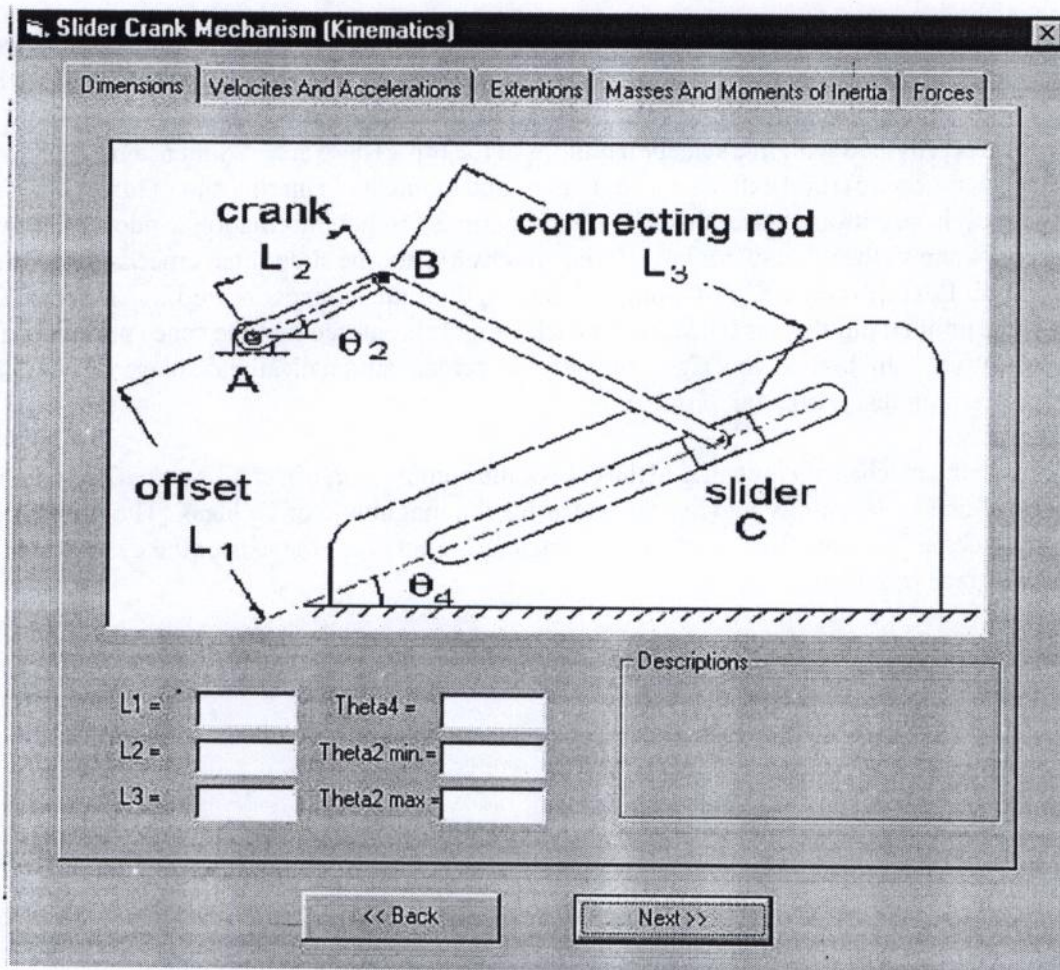 Slider Crank Mechanism (Kinematics)
Dimensions Velocites And Accelerations Extentions Masses And Moments of Inertia Forces
crank
connecting rod
L2
B
L3
θ2
A
offset
slider
C
L1
θ4
Descriptions
L1 =
Theta4 =
L2 =
Theta2 min.=
L3 =
Theta2 max =
<< Back
Next >>